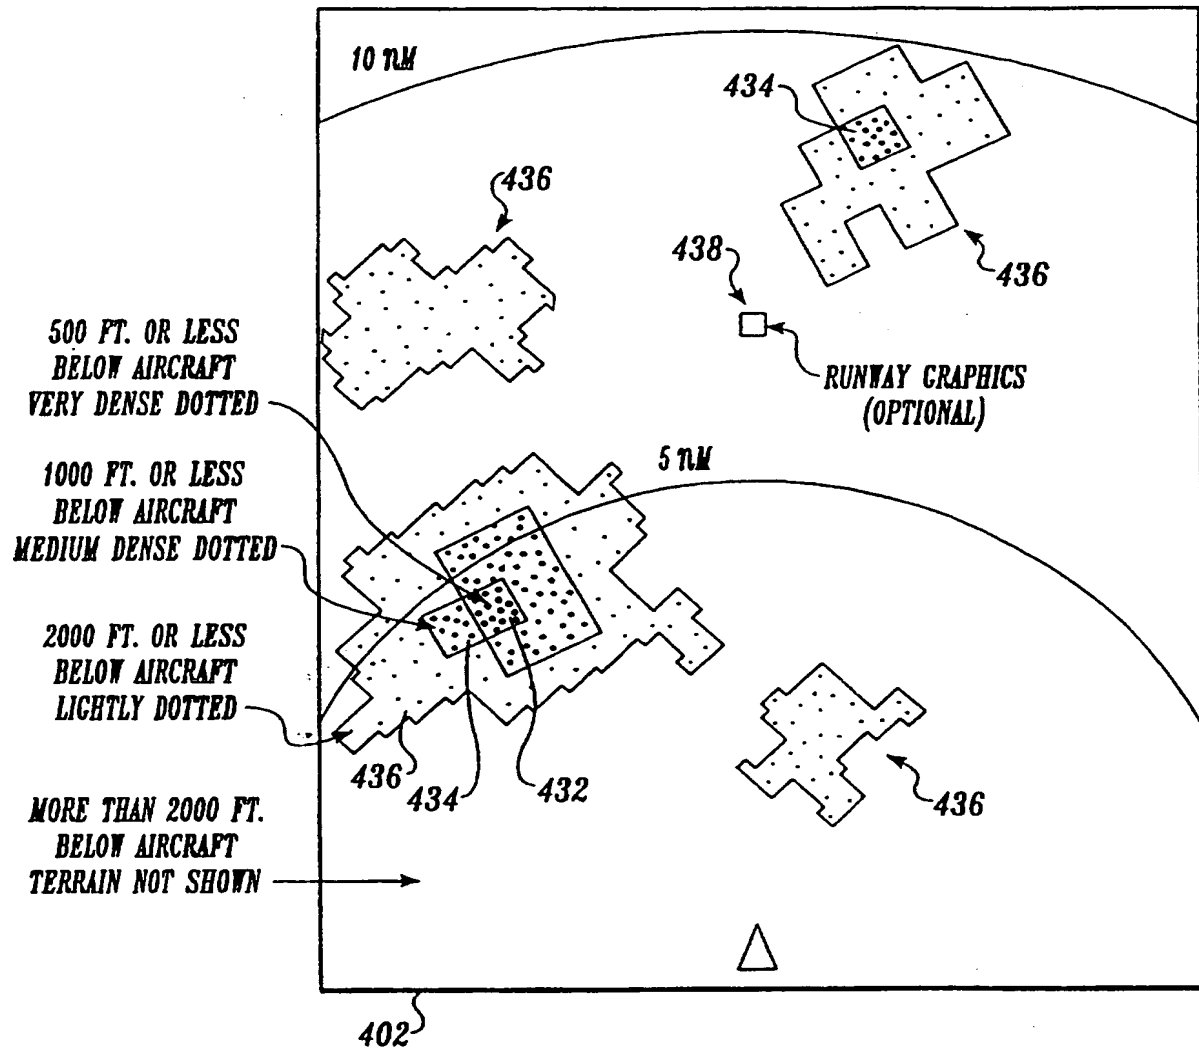 10 nM
434
436
438
436
500 FT. OR LESS
BELOW AIRCRAFT
VERY DENSE DOTTED
RUNWAY GRAPHICS
(OPTIONAL)
5 nM
1000 FT. OR LESS
BELOW AIRCRAFT
MEDIUM DENSE DOTTED
2000 FT. OR LESS
BELOW AIRCRAFT
LIGHTLY DOTTED
436
434
432
436
MORE THAN 2000 FT.
BELOW AIRCRAFT
TERRAIN NOT SHOWN
402